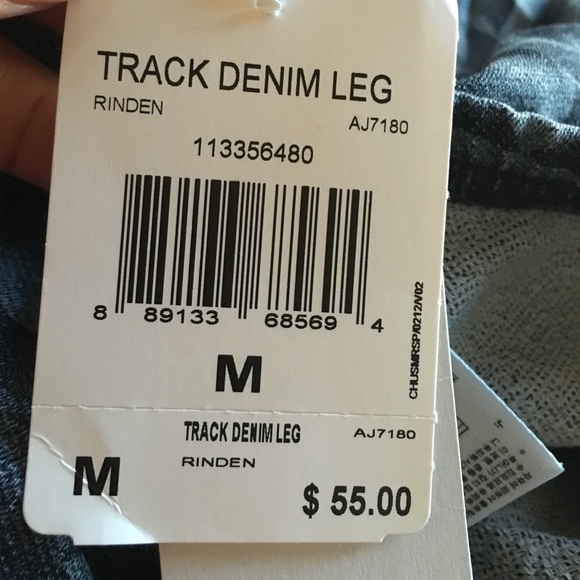 TRACK DENIM LEG
RINDEN
AJ7180
113356480
8 89133 68569 4
CHUSMRSP/0212/V02
M
TRACK DENIM LEG AJ7180
RINDEN
M
$ 55.00